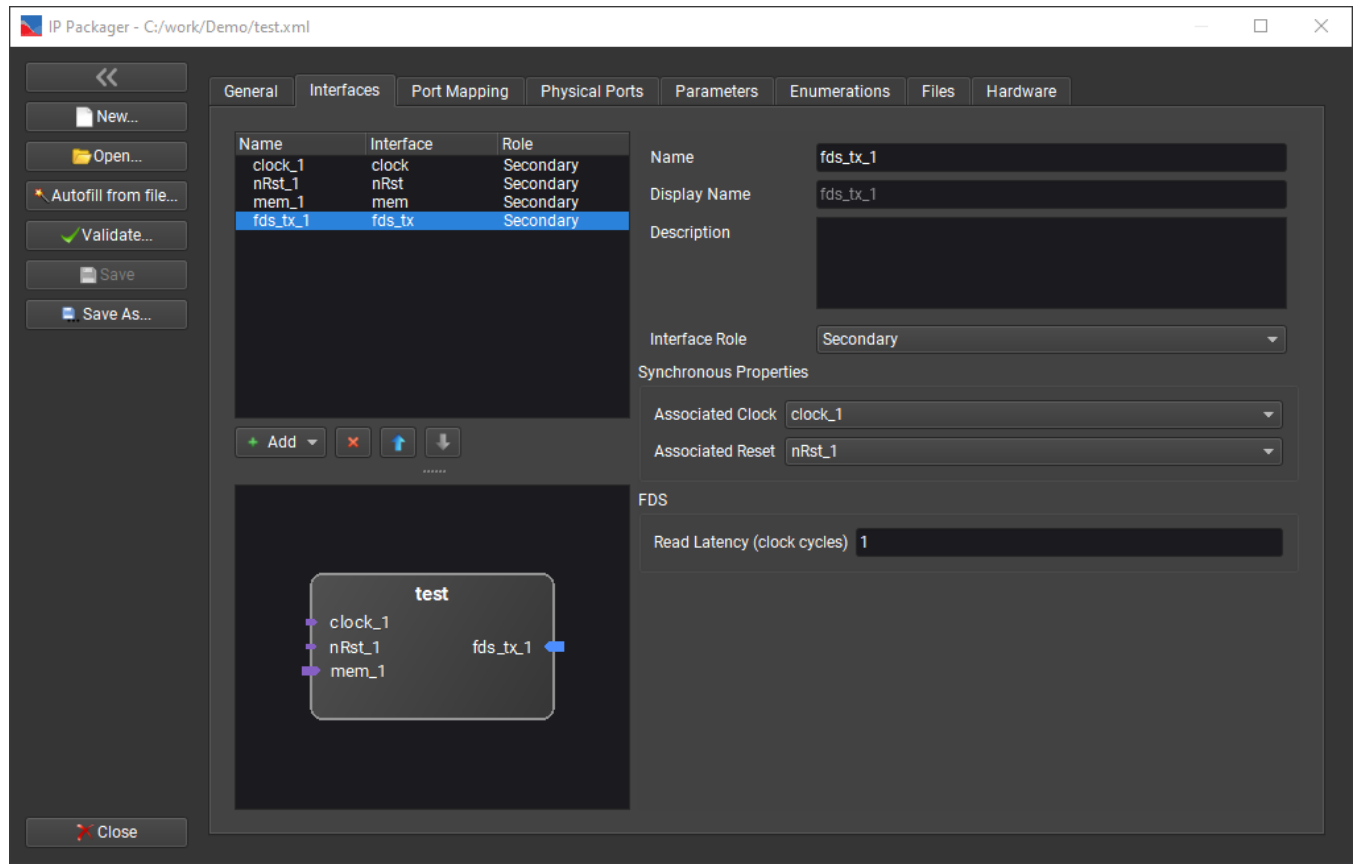 IP Packager - C:/work/Demo/test.xml
New...
Open...
Autofill from file...
Validate...
Save
Save As...
Close
General Interfaces Port Mapping Physical Ports Parameters Enumerations Files Hardware
Name Interface Role
clock_1 clock Secondary
nRst_1 nRst Secondary
mem_1 mem Secondary
fds_tx_1 fds_tx Secondary
Add
test
clock_1
nRst_1 fds_tx_1
mem_1
Name fds_tx_1
Display Name fds_tx_1
Description
Interface Role Secondary
Synchronous Properties
Associated Clock clock_1
Associated Reset nRst_1
FDS
Read Latency (clock cycles) 1